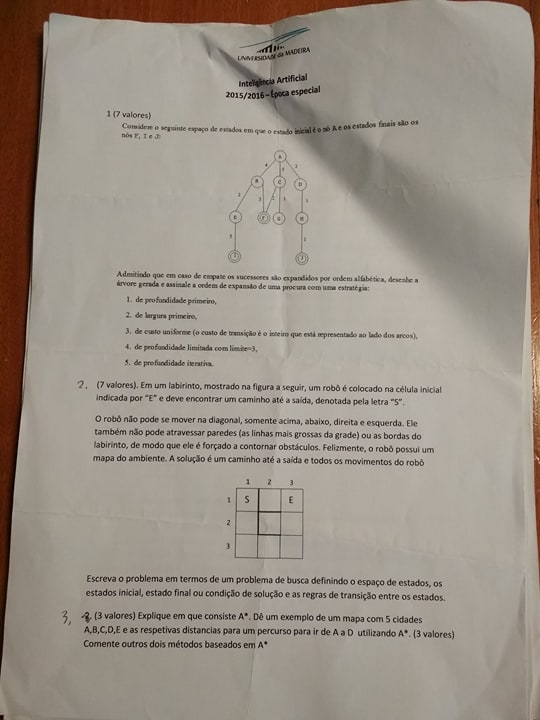 UNIVERSIDADE da MADEIRA
Inteligência Artificial
2015/2016 – Época especial
1 (7 valores)
Considere o seguinte espaço de estados em que o estado inicial é o nó A e os estados finais são os
nós F, I e J:
A
4 3 2
B C D
2 3 2 3 1
E F G H
3 2
I J
Admitindo que em caso de empate os sucessores são expandidos por ordem alfabética, desenhe a
árvore gerada e assinale a ordem de expansão de uma procura com uma estratégia:
1. de profundidade primeiro,
2. de largura primeiro,
3. de custo uniforme (o custo de transição é o inteiro que está representado ao lado dos arcos),
4. de profundidade limitada com limite=3,
5. de profundidade iterativa.
2. (7 valores). Em um labirinto, mostrado na figura a seguir, um robô é colocado na célula inicial
indicada por "E" e deve encontrar um caminho até a saída, denotada pela letra "S".
O robô não pode se mover na diagonal, somente acima, abaixo, direita e esquerda. Ele
também não pode atravessar paredes (as linhas mais grossas da grade) ou as bordas do
labirinto, de modo que ele é forçado a contornar obstáculos. Felizmente, o robô possui um
mapa do ambiente. A solução é um caminho até a saída e todos os movimentos do robô
1 2 3
1 S E
2
3
Escreva o problema em termos de um problema de busca definindo o espaço de estados, os
estados inicial, estado final ou condição de solução e as regras de transição entre os estados.
3, (3 valores) Explique em que consiste A*. Dê um exemplo de um mapa com 5 cidades
A,B,C,D,E e as respetivas distancias para um percurso para ir de A a D utilizando A*. (3 valores)
Comente outros dois métodos baseados em A*